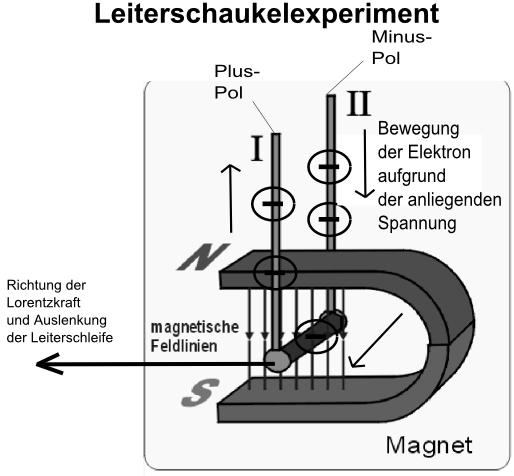 Leiterschaukelexperiment
Minus-
Pol
Plus-
Pol
I
II
Bewegung
der Elektron
aufgrund
der anliegenden
Spannung
N
Richtung der
Lorentzkraft
und Auslenkung
der Leiterschleife
magnetische
Feldlinien
S
Magnet